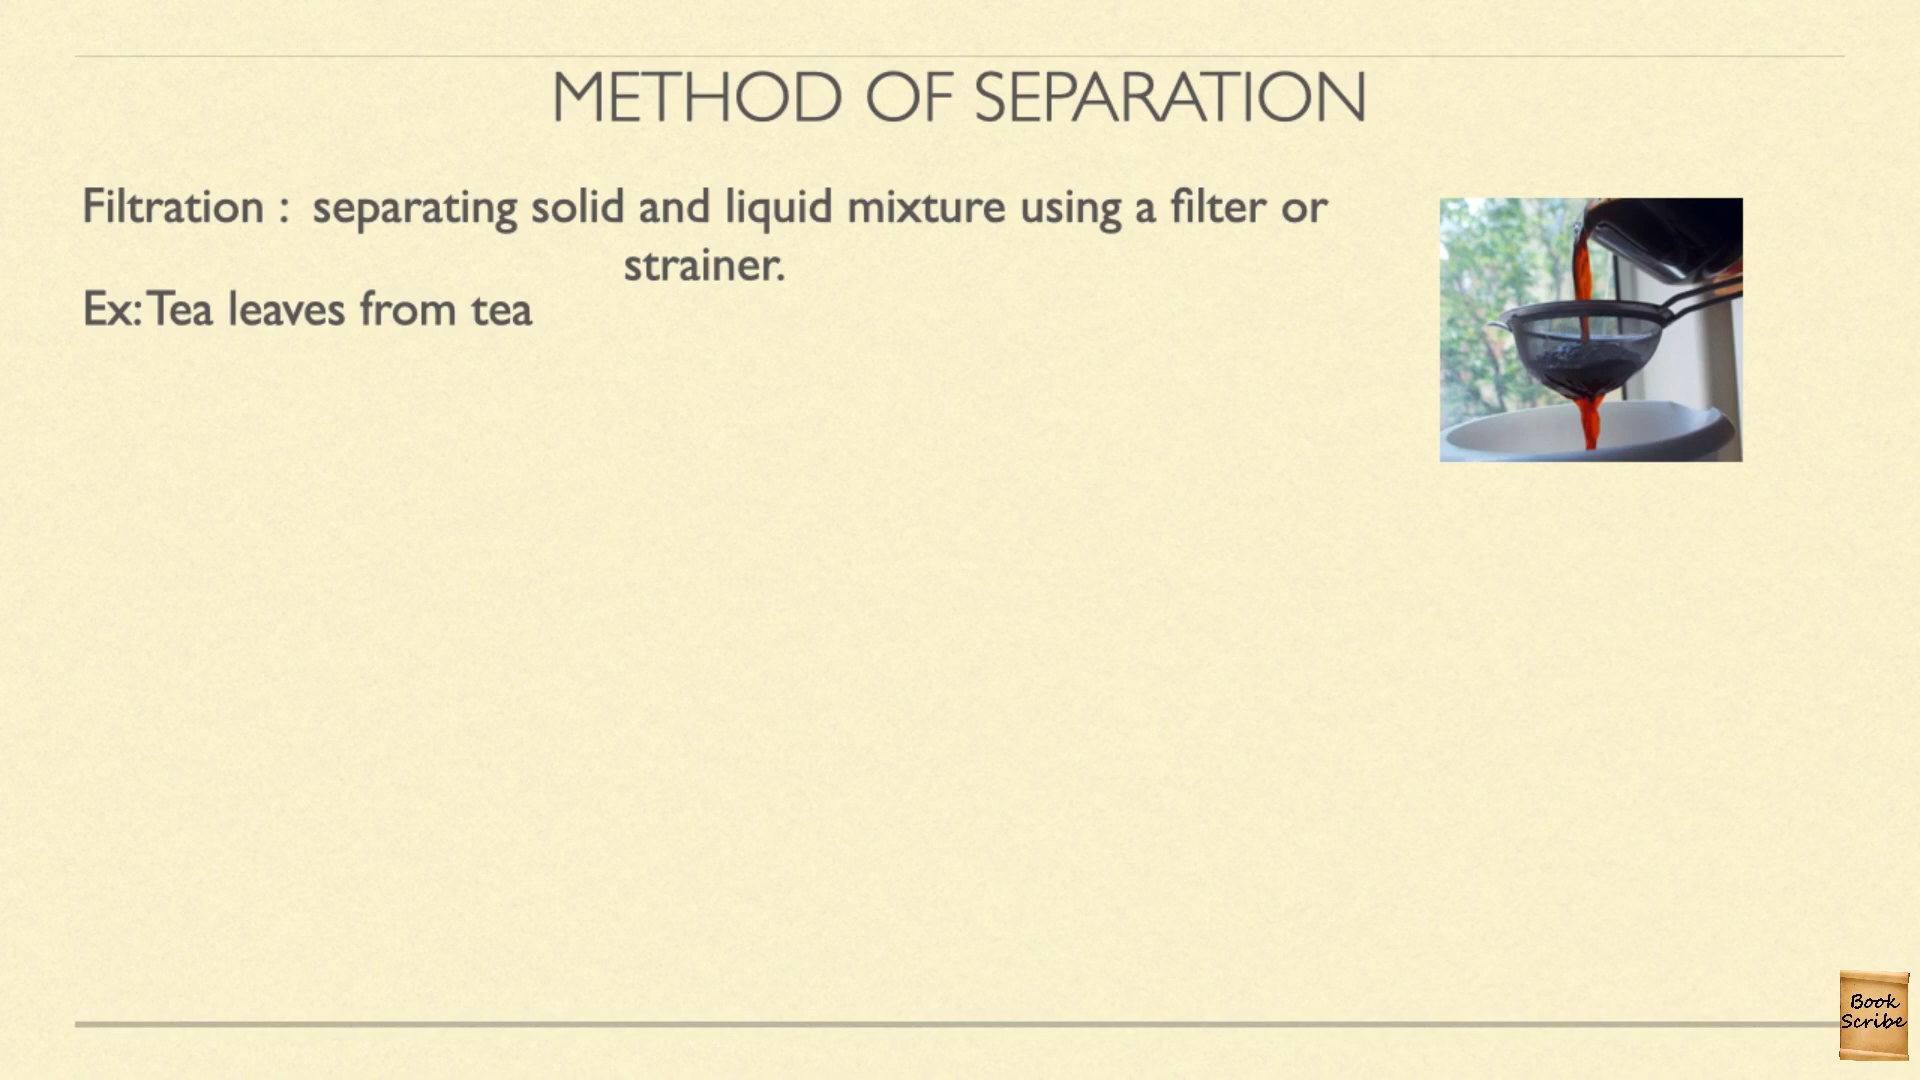 METHOD OF SEPARATION
Filtration : separating solid and liquid mixture using a filter or
strainer.
Ex: Tea leaves from tea
Book
Scribe